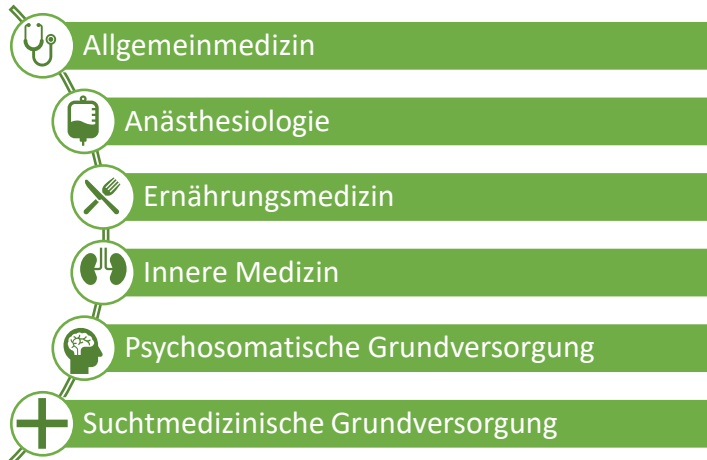 Allgemeinmedizin
Anästhesiologie
Ernährungsmedizin
Innere Medizin
Psychosomatische Grundversorgung
Suchtmedizinische Grundversorgung